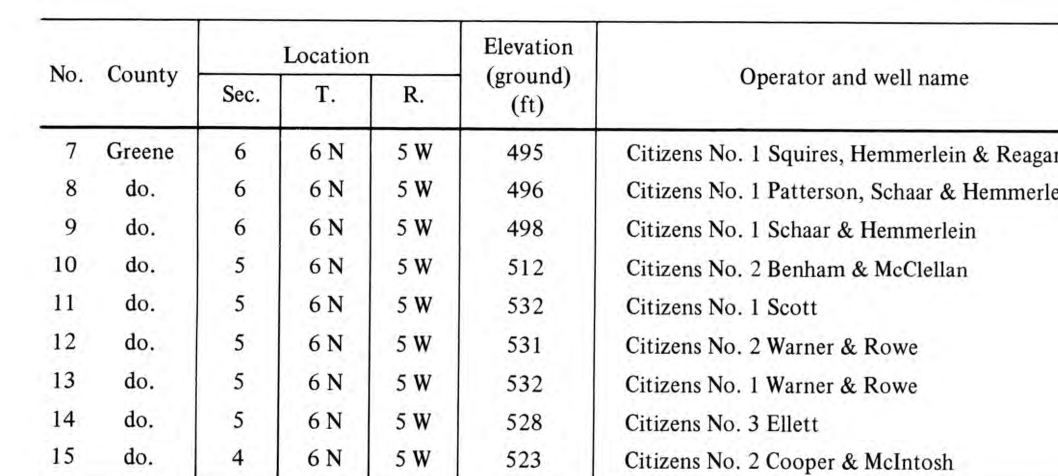 No. County Location Elevation (ground) (ft) Operator and well name
Sec. T. R.
7 Greene 6 6 N 5 W 495 Citizens No. 1 Squires, Hemmerlein &
8 do. 6 6 N 5 W 496 Citizens No. 1 Patterson, Schaar &
9 do. 6 6 N 5 W 498 Citizens No. 1 Schaar & Hemmerlein
10 do. 5 6 N 5 W 512 Citizens No. 2 Benham & McClellan
11 do. 5 6 N 5 W 532 Citizens No. 1 Scott
12 do. 5 6 N 5 W 531 Citizens No. 2 Warner & Rowe
13 do. 5 6 N 5 W 532 Citizens No. 1 Warner & Rowe
14 do. 5 6 N 5 W 528 Citizens No. 3 Ellett
15 do. 4 6 N 5 W 523 Citizens No. 2 Cooper & McIntosh